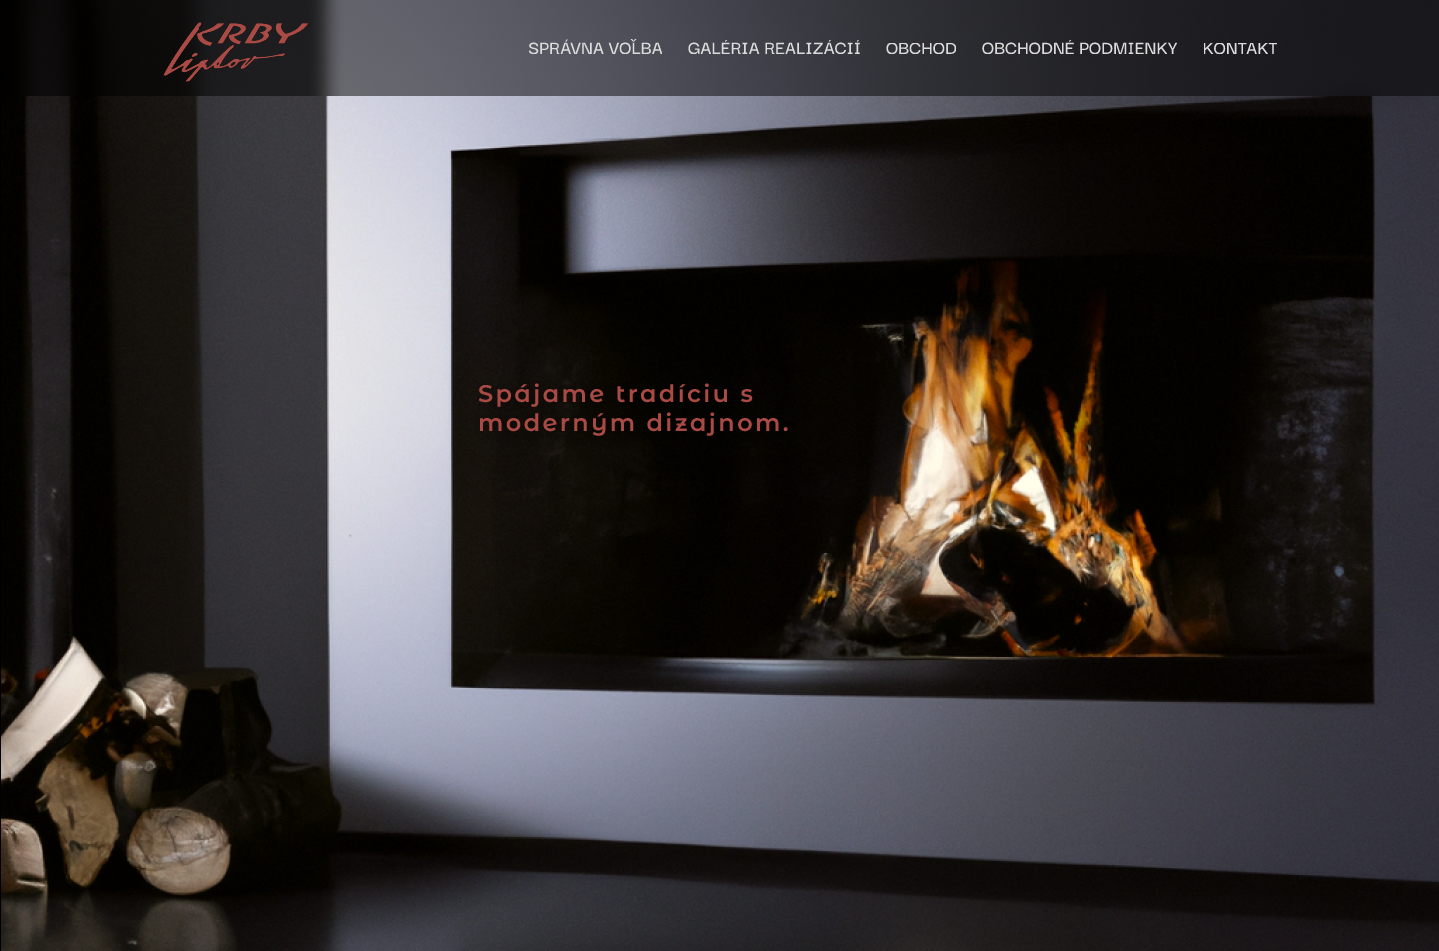 KRBY
Liptov
SPRÁVNA VOĽBA GALÉRIA REALIZÁCIÍ OBCHOD OBCHODNÉ PODMIENKY KONTAKT
Spájame tradíciu s
moderným dizajnom.